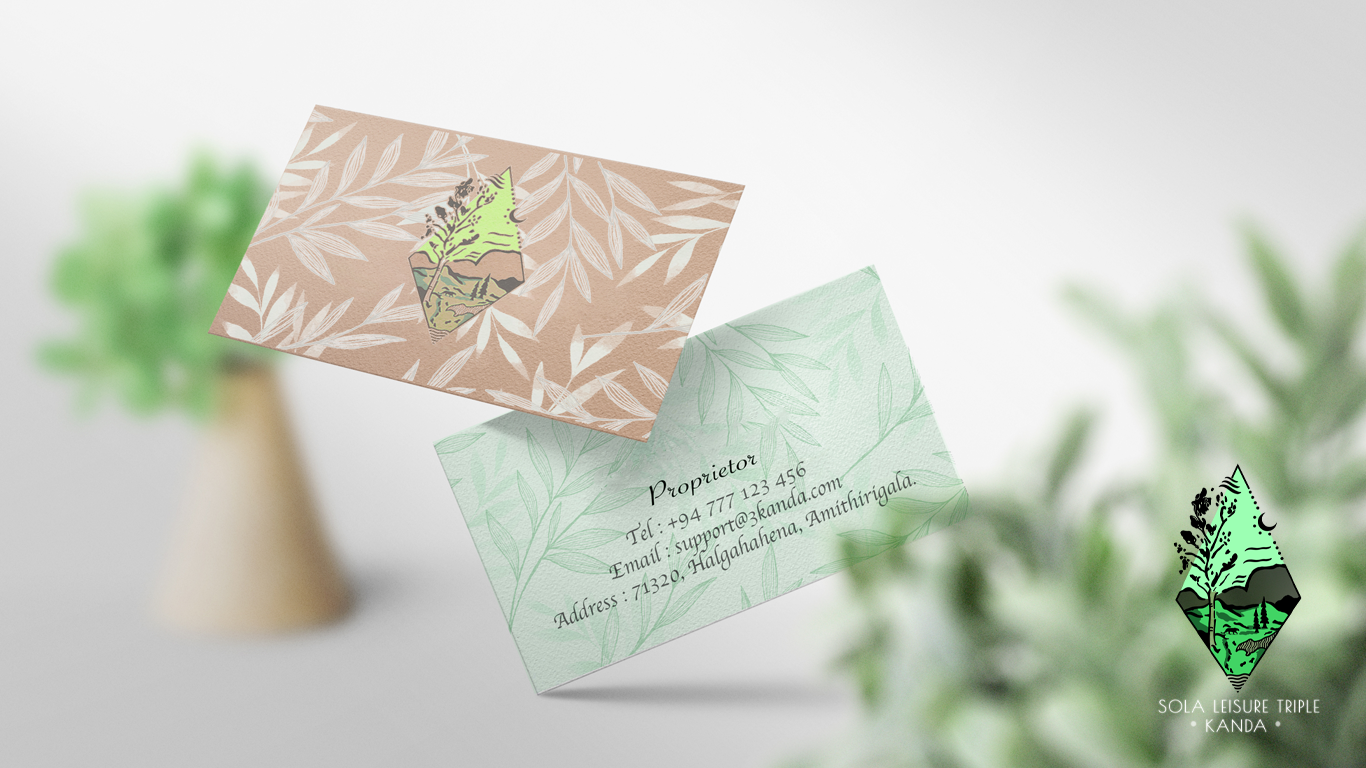 Proprietor
Tel : +94 777 123 456
Email : support@3kanda.com
Address : 71320, Halgahahena, Amithirigala.
SOLA LEISURE TRIPLE
• KANDA •